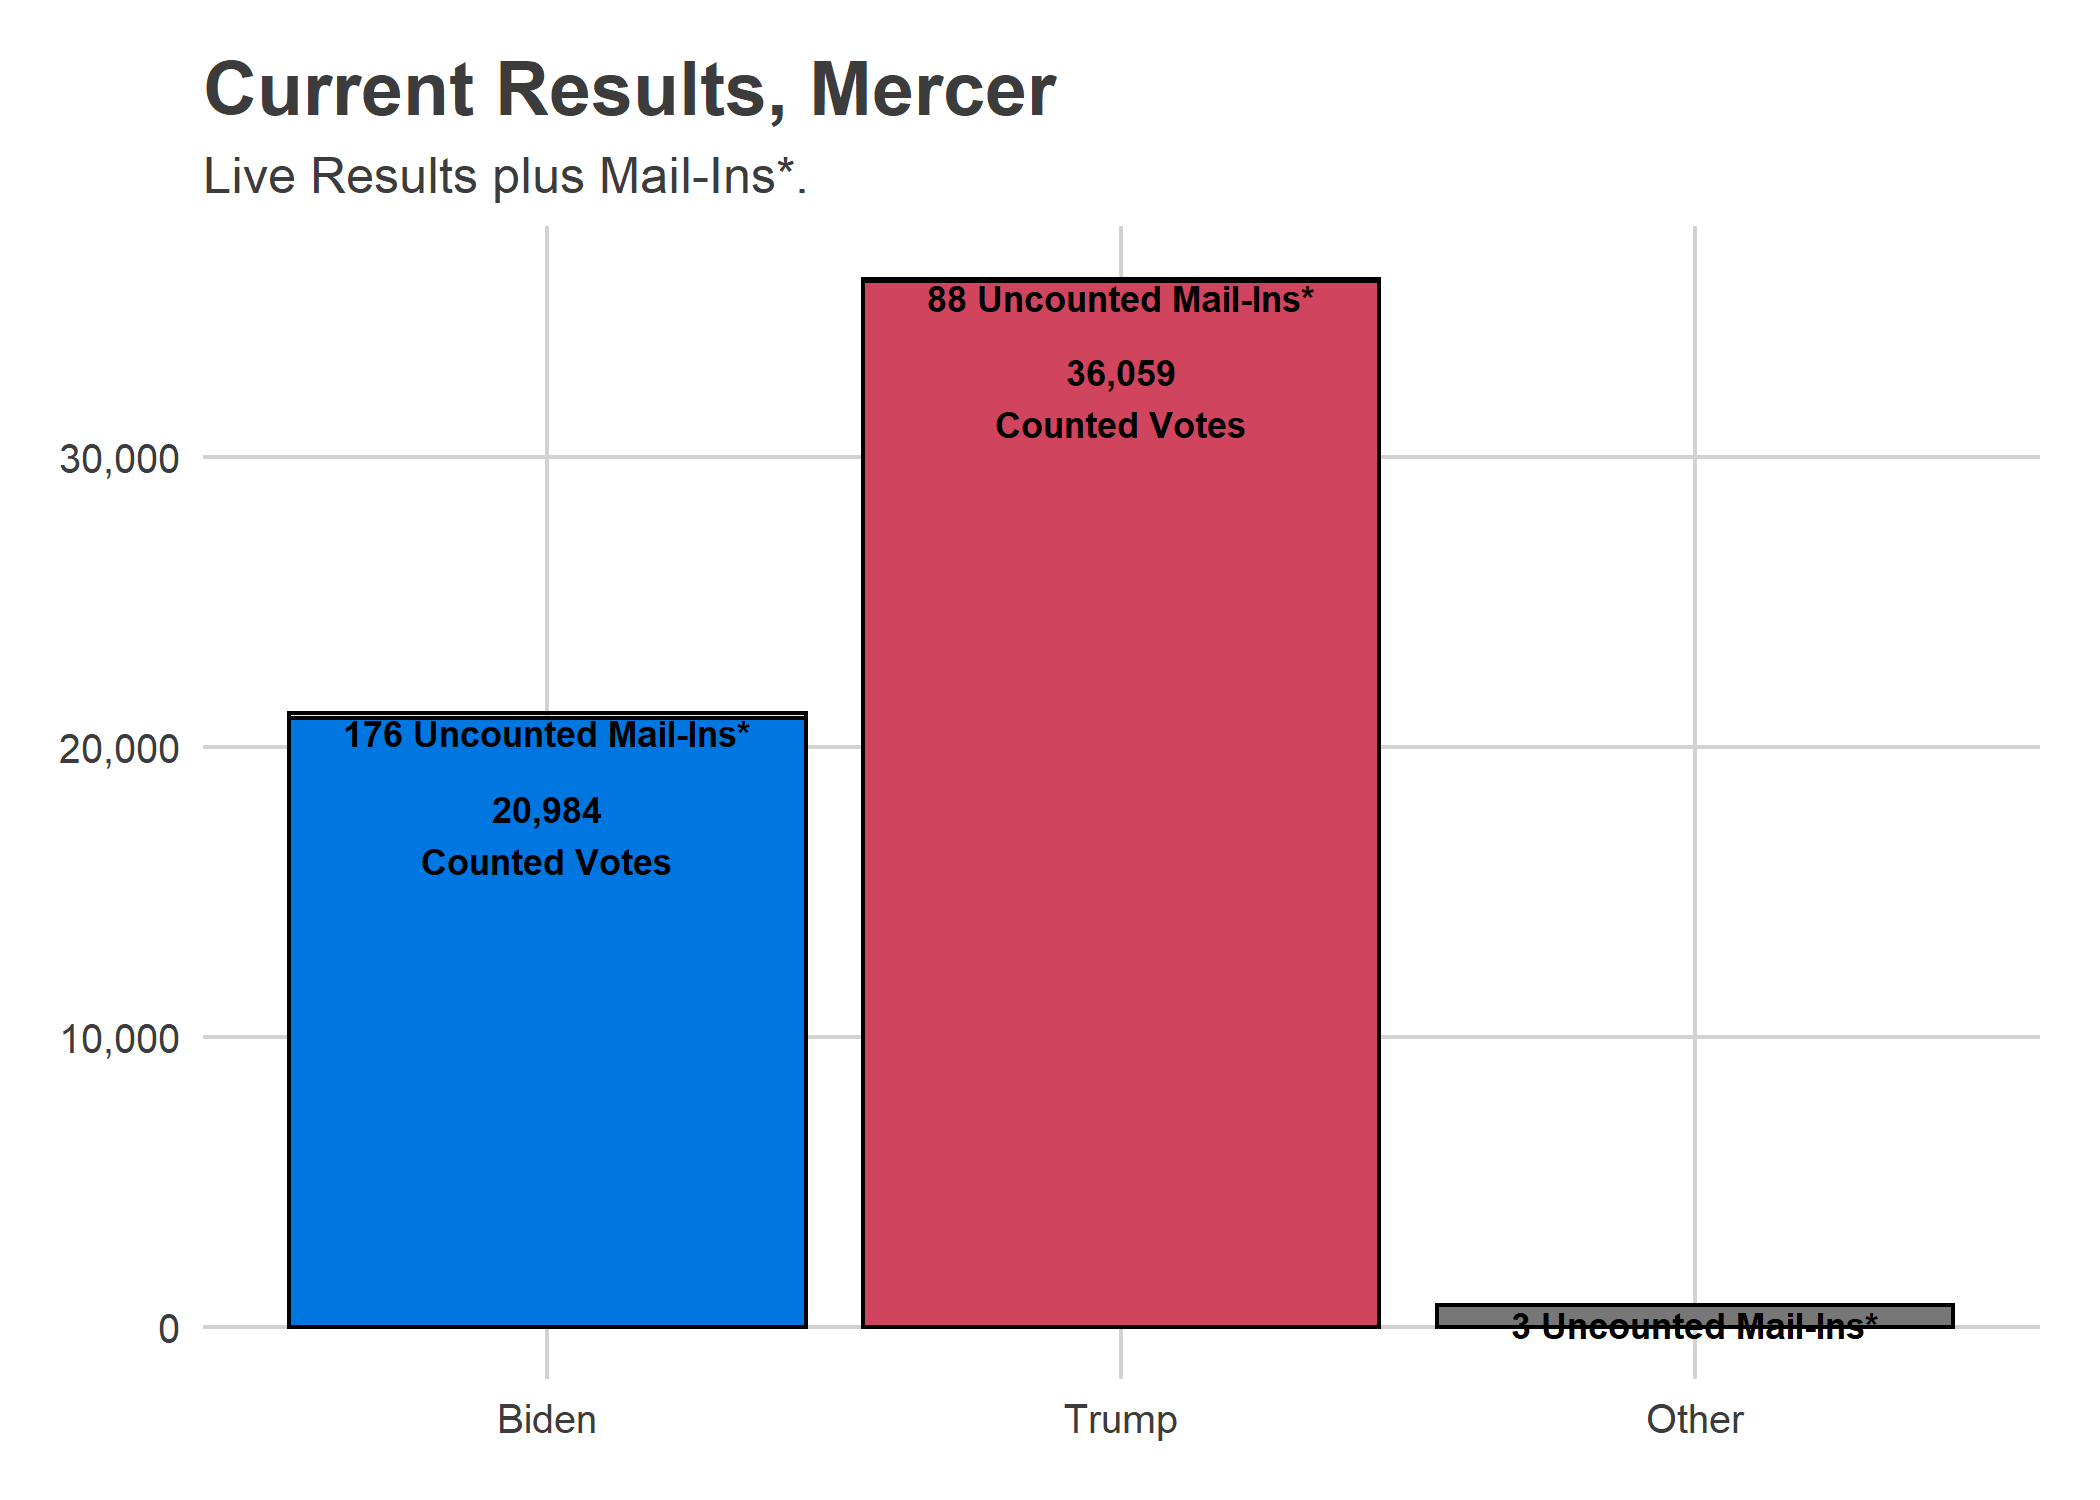 Current Results, Mercer
Live Results plus Mail-Ins*.
88 Uncounted Mail-Ins*
36,059
Counted Votes
30,000
176 Uncounted Mail-Ins*
20,000
20,984
Counted Votes
10,000
3 Uncounted Mail-Ins*
0
Biden
Trump
Other